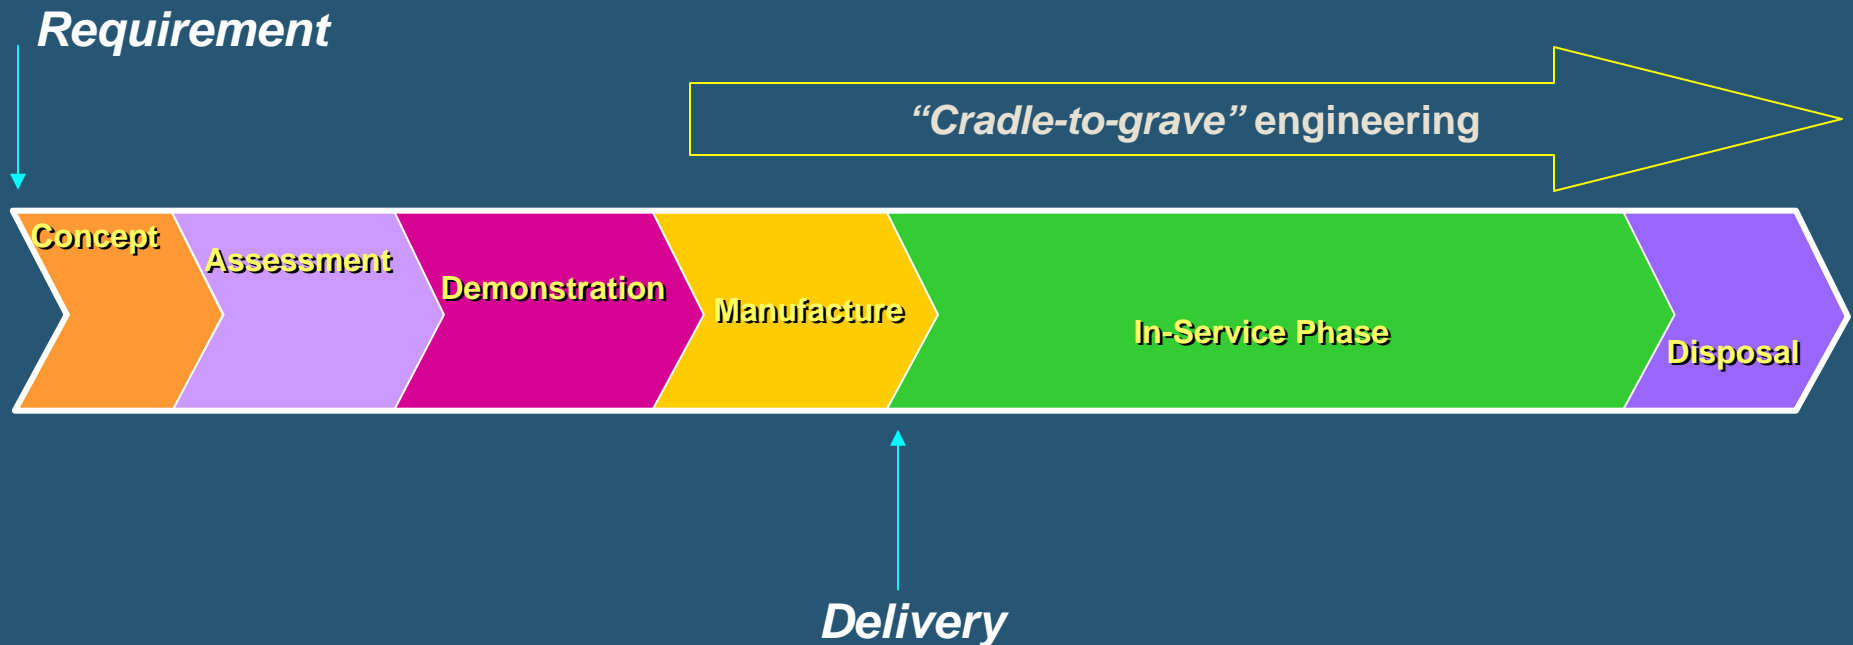 Requirement
“Cradle-to-grave” engineering
Concept
Assessment
Demonstration
Manufacture
In-Service Phase
Disposal
Delivery